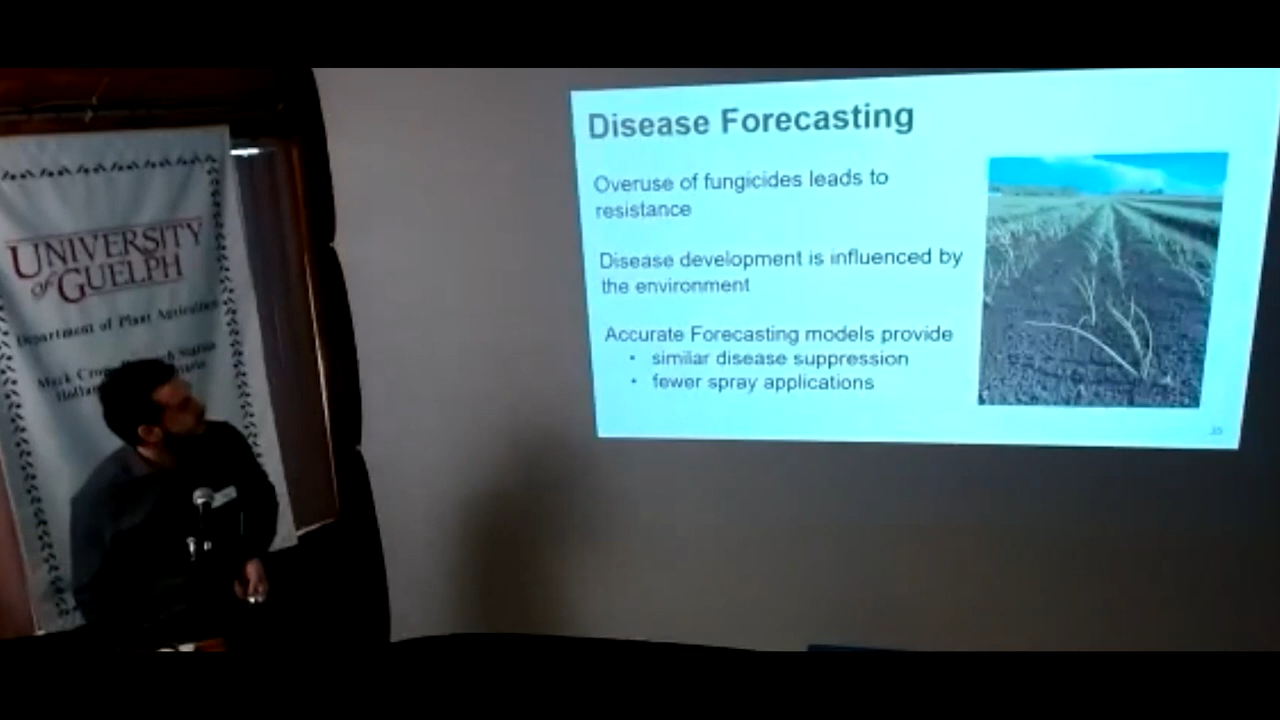 UNIVERSITY
of GUELPH
Department of Plant Agriculture
Disease Forecasting
Overuse of fungicides leads to
resistance
Disease development is influenced by
the environment
Accurate Forecasting models provide
• similar disease suppression
• fewer spray applications